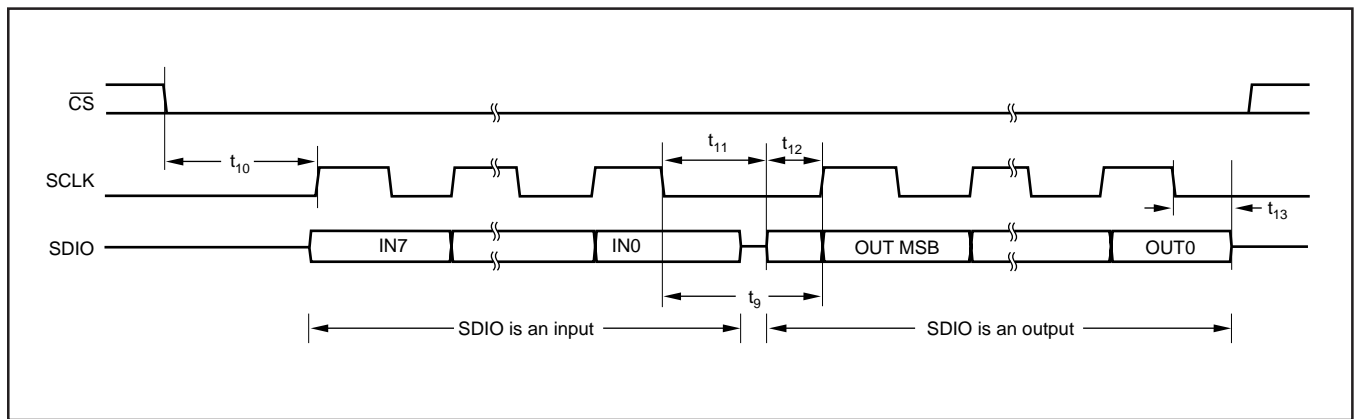 C̅S̅
t11 t12
t10
SCLK
t13
SDIO IN7 IN0 OUT MSB OUT0
t9
SDIO is an input SDIO is an output